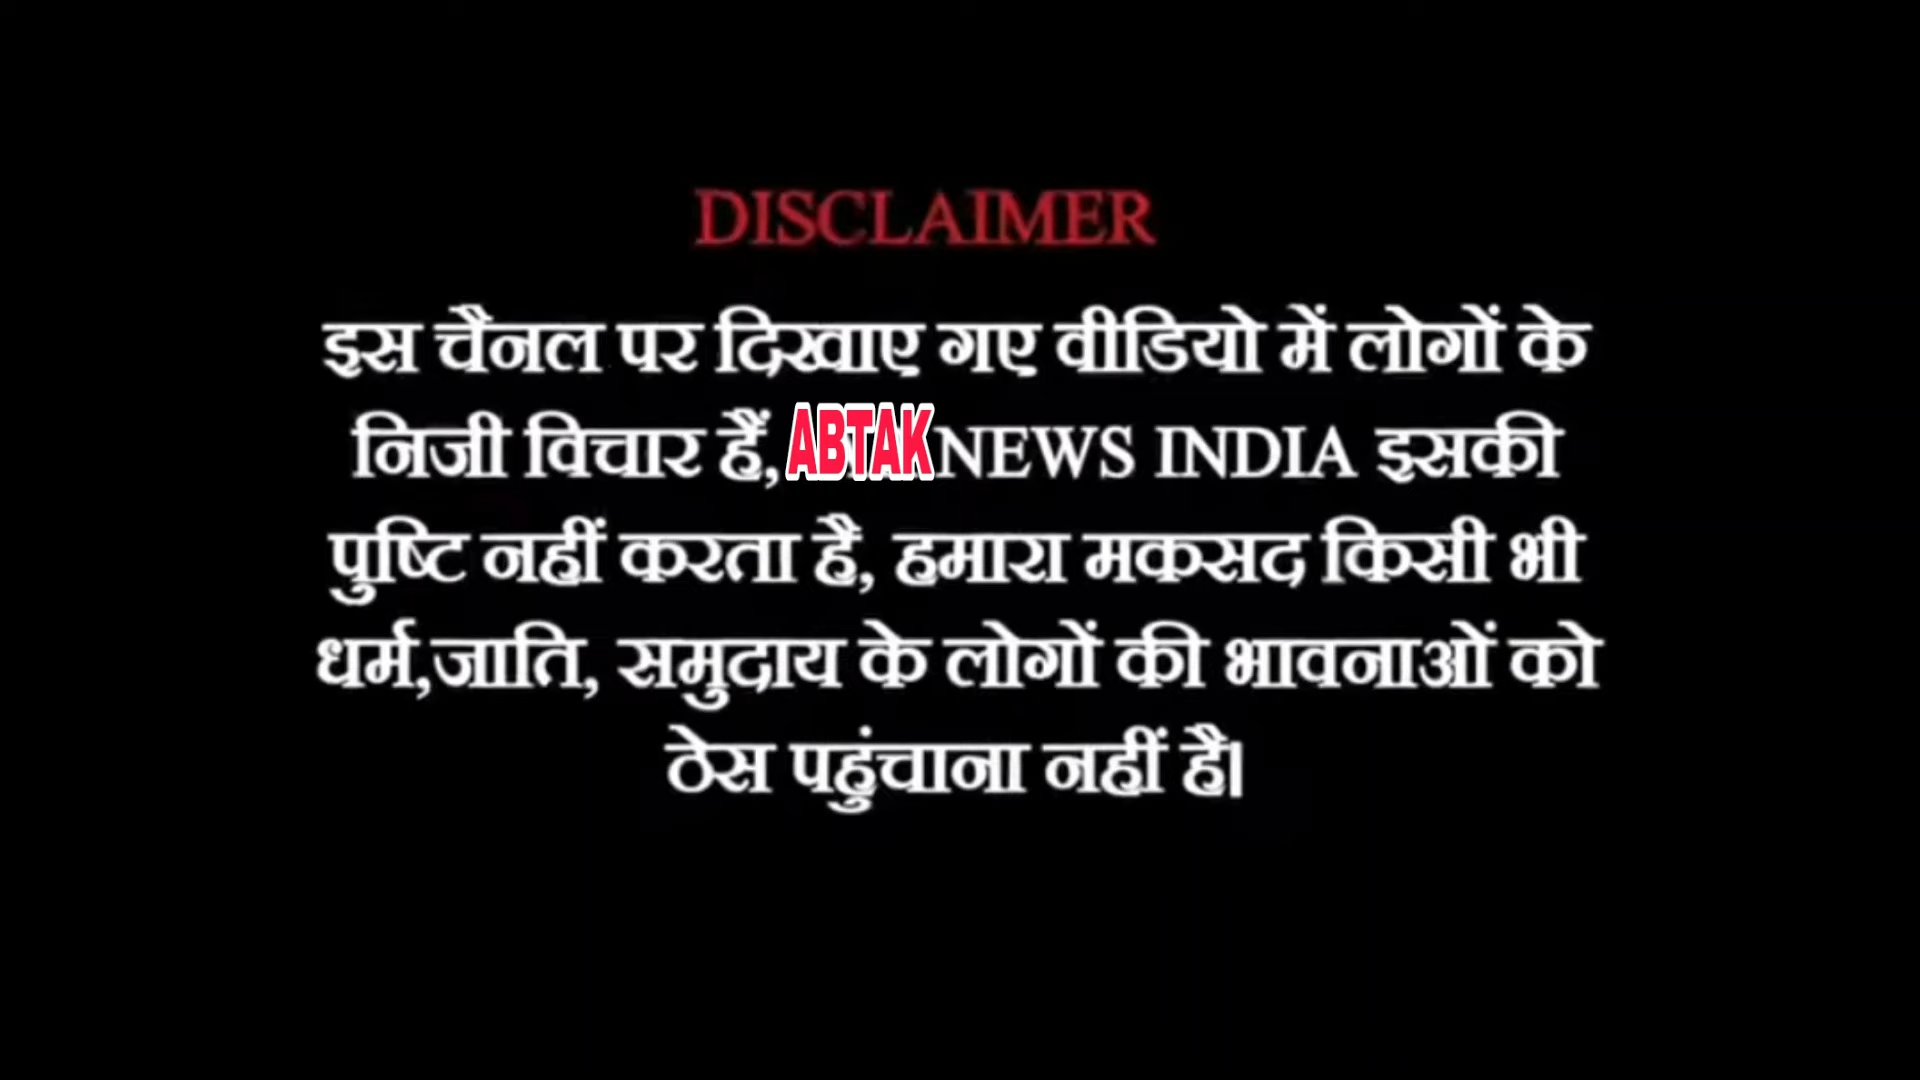 DISCLAIMER
इस चैनल पर दिखाए गए वीडियो में लोगों के
निजी विचार हैं, ABTAK NEWS INDIA इसकी
पुष्टि नहीं करता है, हमारा मकसद किसी भी
धर्म,जाति, समुदाय के लोगों की भावनाओं को
ठेस पहुंचाना नहीं है।